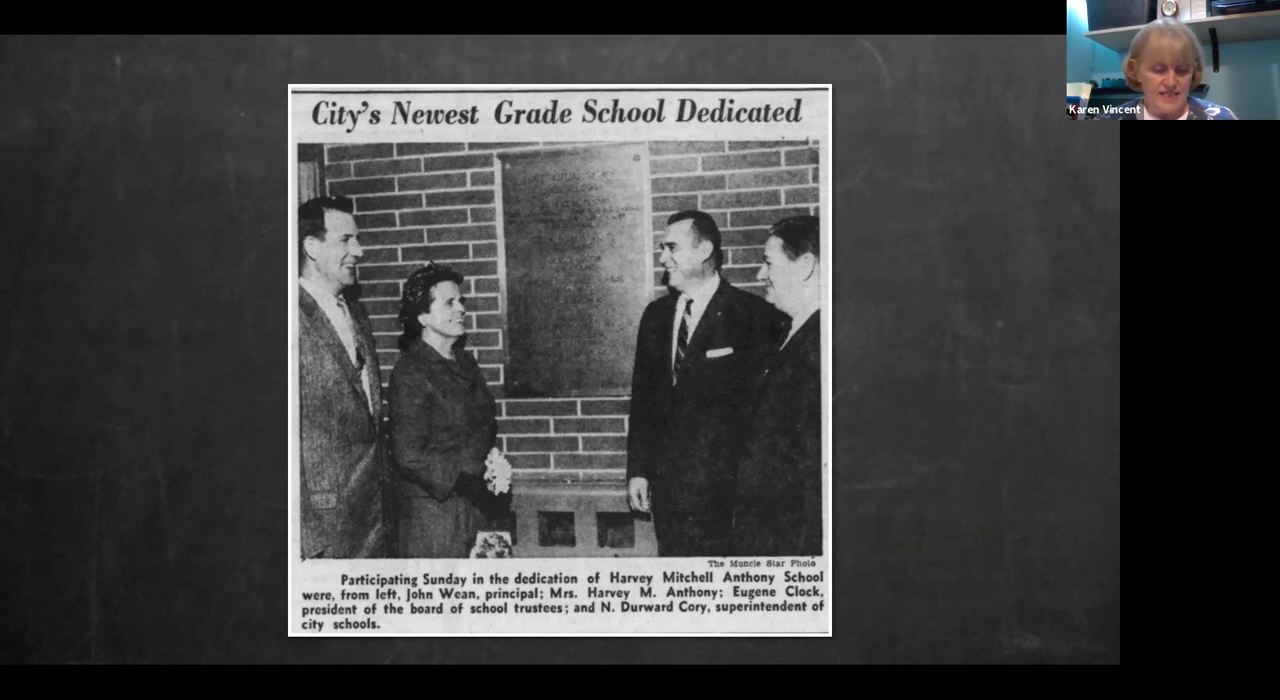 City's Newest Grade School Dedicated
The Muncie Star Photo
Participating Sunday in the dedication of Harvey Mitchell Anthony School
were, from left, John Wean, principal; Mrs. Harvey M. Anthony; Eugene Clock,
president of the board of school trustees; and N. Durward Cory, superintendent of
city schools.
Karen Vincent